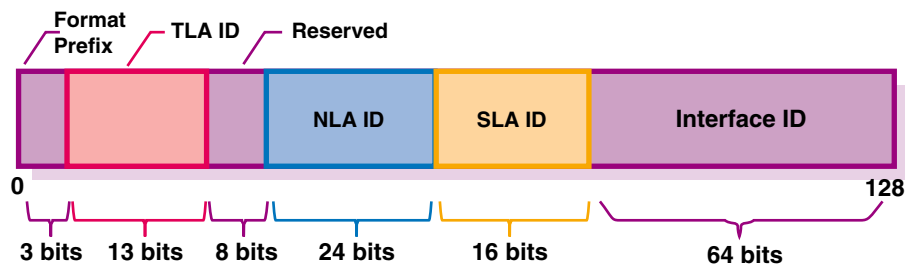 Format
Prefix
TLA ID
Reserved
NLA ID
SLA ID
Interface ID
0
128
3 bits
13 bits
8 bits
24 bits
16 bits
64 bits